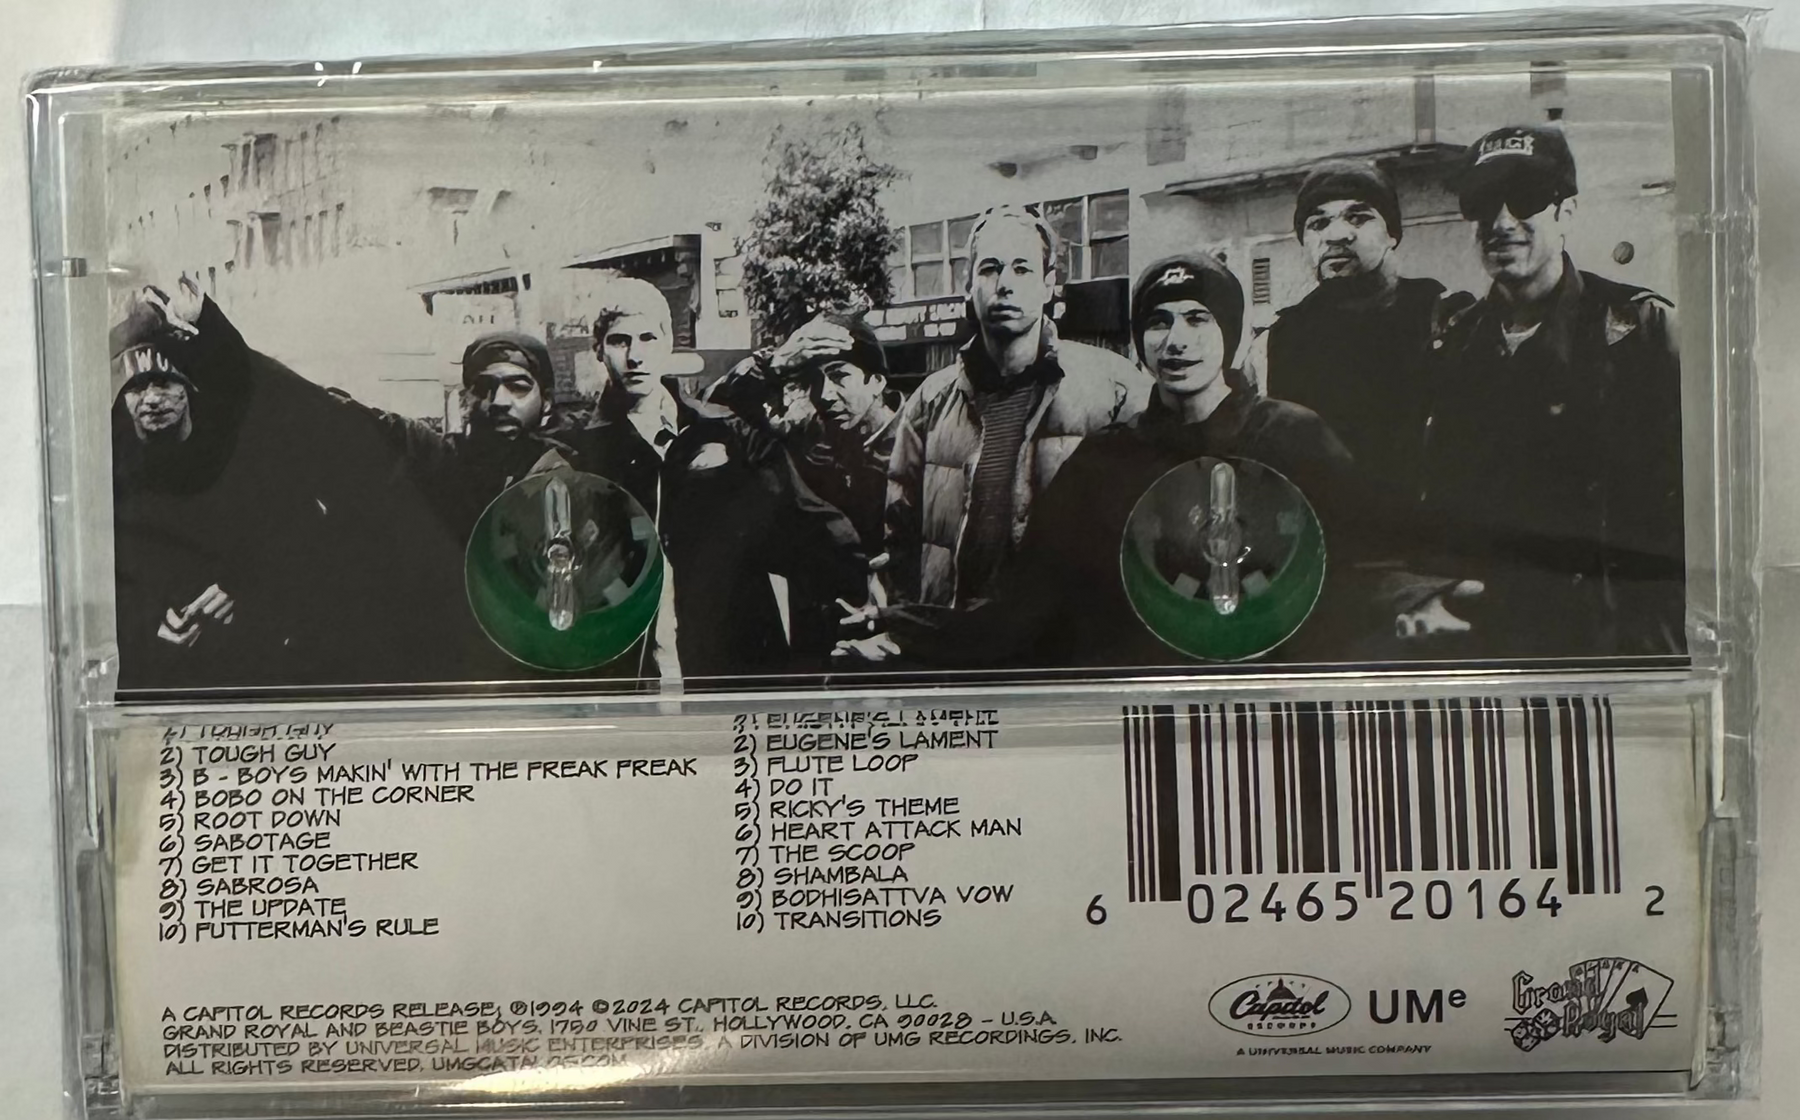 WU
2) TOUGH GUY
3) B - BOYS MAKIN' WITH THE FREAK FREAK
4) BOBO ON THE CORNER
5) ROOT DOWN
6) SABOTAGE
7) GET IT TOGETHER
8) SABROSA
9) THE UPDATE
10) FUTTERMAN'S RULE
2) EUGENE'S LAMENT
3) FLUTE LOOP
4) DO IT
5) RICKY'S THEME
6) HEART ATTACK MAN
7) THE SCOOP
8) SHAMBALA
9) BODHISATTVA VOW
10) TRANSITIONS
6 02465 20164 2
A CAPITOL RECORDS RELEASE; ℗1994 ©2024 CAPITOL RECORDS, LLC.
GRAND ROYAL AND BEASTIE BOYS. 1750 VINE ST., HOLLYWOOD, CA 90028 - U.S.A
DISTRIBUTED BY UNIVERSAL MUSIC ENTERPRISES, A DIVISION OF UMG RECORDINGS, INC.
ALL RIGHTS RESERVED.
Capitol
RECORDS
UMe
A UNIVERSAL MUSIC COMPANY
Grand
Royal